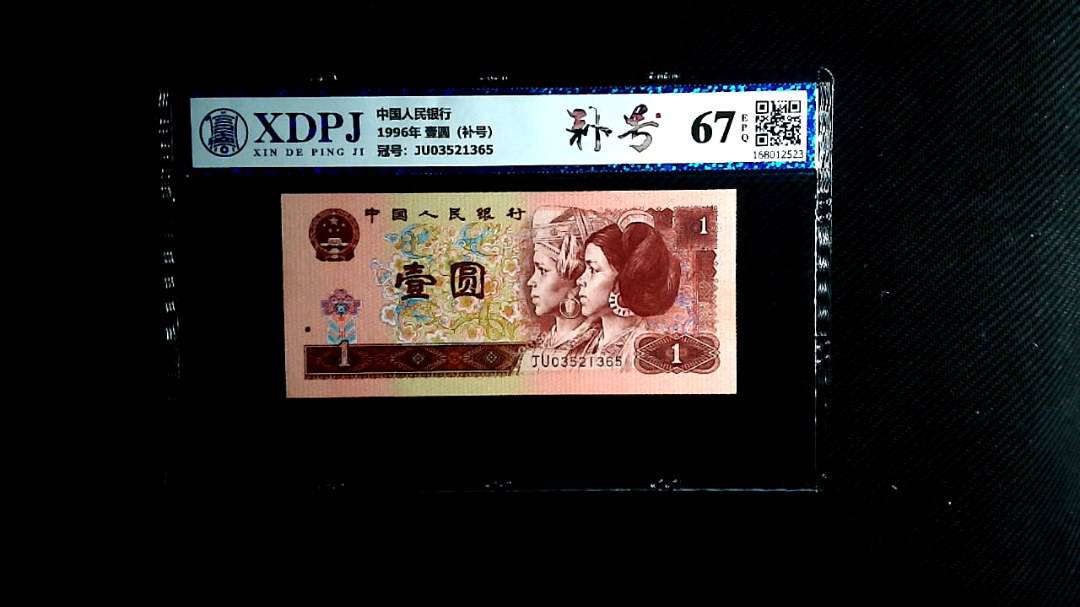 XDPJ
XIN DE PING JI
中国人民银行
1996年 壹圆 (补号)
冠号: JU03521365
补号
67
EPQ
168012523
中国人民银行
壹圆
1
1
JU03521365
1